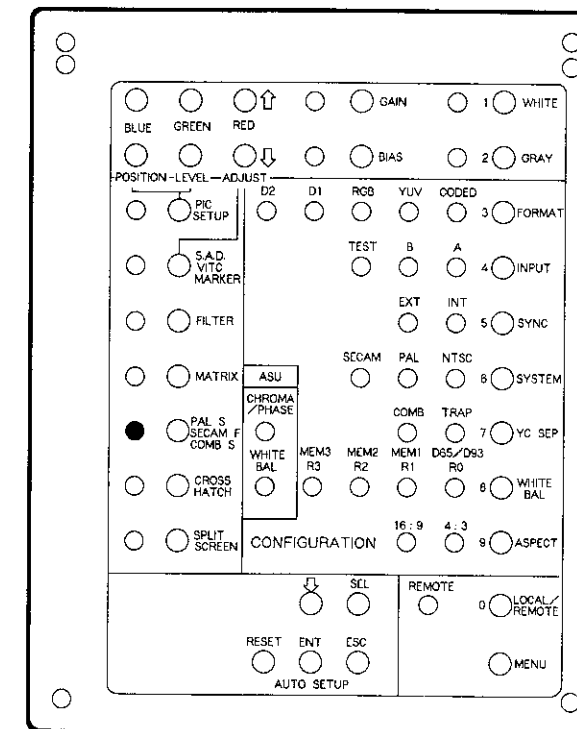 GAIN 1 WHITE
BLUE GREEN RED
BIAS 2 GRAY
POSITION LEVEL ADJUST
D2 D1 RGB YUV CODED
PIC
SETUP
3 FORMAT
TEST B A
S.A.D.
VITC
MARKER
4 INPUT
EXT INT
FILTER
5 SYNC
SECAM PAL NTSC
MATRIX ASU
6 SYSTEM
CHROMA
/PHASE
COMB TRAP
PAL S
SECAM F
COMB S
7 YC SEP
WHITE
BAL
MEM3 MEM2 MEM1 D65/D93
R3 R2 R1 R0
CROSS
HATCH
8 WHITE
BAL
16:9 4:3
SPLIT
SCREEN
CONFIGURATION
9 ASPECT
SEL
REMOTE
0 LOCAL/
REMOTE
RESET ENT ESC
MENU
AUTO SETUP